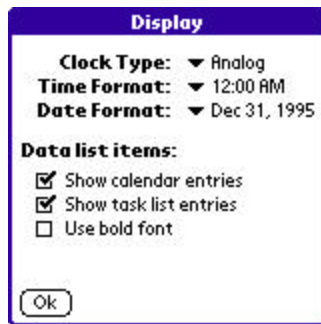 Display
Clock Type: Analog
Time Format: 12:00 AM
Date Format: Dec 31, 1995
Data list items:
Show calendar entries
Show task list entries
Use bold font
Ok